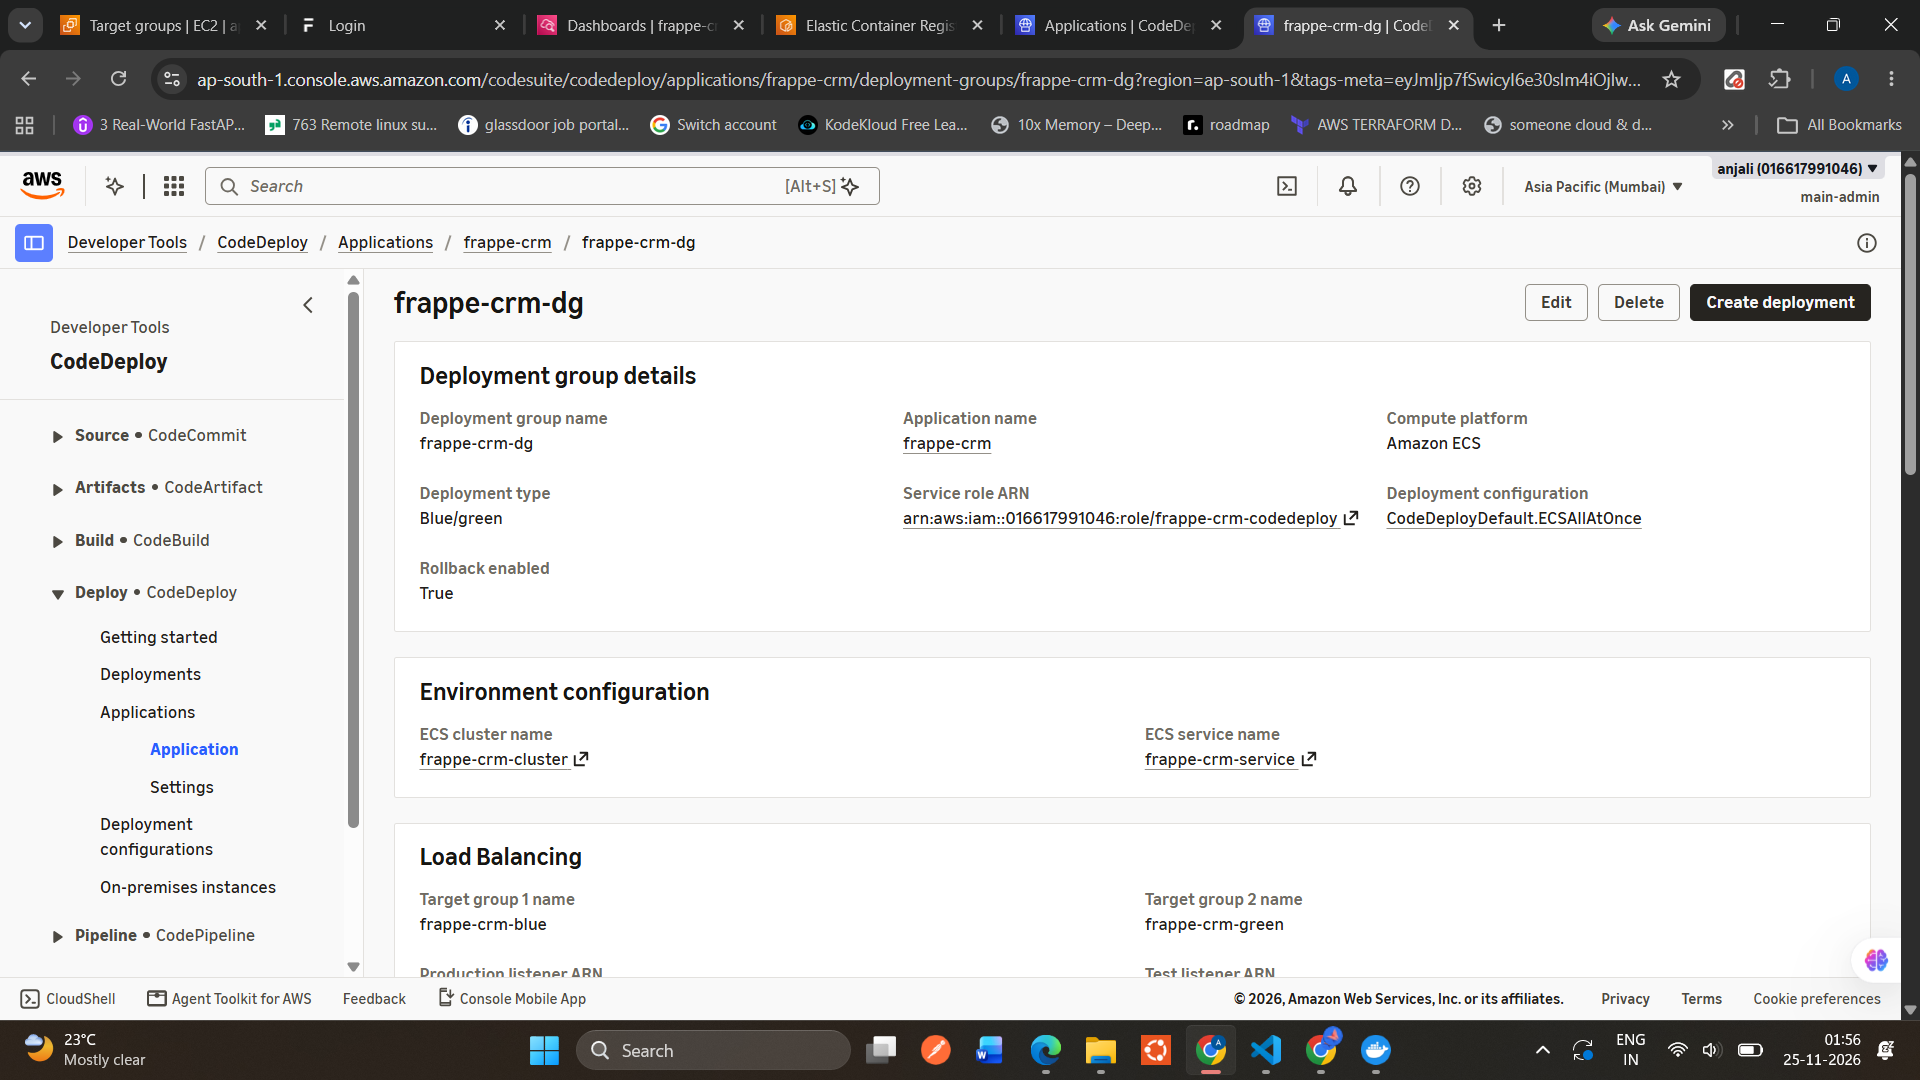 Target groups | EC2 | a
Login
Dashboards | frappe-cr
Elastic Container Regis
Applications | CodeDep
frappe-crm-dg | CodeD
Ask Gemini
ap-south-1.console.aws.amazon.com/codesuite/codedeploy/applications/frappe-crm/deployment-groups/frappe-crm-dg?region=ap-south-1&tags-meta=eyJmIjp7fSwicyI6e30sIm4iOjIw...
A
3 Real-World FastAP...
763 Remote linux su...
glassdoor job portal...
Switch account
KodeKloud Free Lea...
10x Memory – Deep...
roadmap
AWS TERRAFORM D...
someone cloud & d...
All Bookmarks
aws
Search
[Alt+S]
Asia Pacific (Mumbai)
anjali (016617991046)
main-admin
Developer Tools / CodeDeploy / Applications / frappe-crm / frappe-crm-dg
Developer Tools
CodeDeploy
Source • CodeCommit
Artifacts • CodeArtifact
Build • CodeBuild
Deploy • CodeDeploy
Getting started
Deployments
Applications
Application
Settings
Deployment
configurations
On-premises instances
Pipeline • CodePipeline
frappe-crm-dg
Edit
Delete
Create deployment
Deployment group details
Deployment group name
frappe-crm-dg
Application name
frappe-crm
Compute platform
Amazon ECS
Deployment type
Blue/green
Service role ARN
arn:aws:iam::016617991046:role/frappe-crm-codedeploy
Deployment configuration
CodeDeployDefault.ECSAllAtOnce
Rollback enabled
True
Environment configuration
ECS cluster name
frappe-crm-cluster
ECS service name
frappe-crm-service
Load Balancing
Target group 1 name
frappe-crm-blue
Target group 2 name
frappe-crm-green
Production listener ARN
Test listener ARN
CloudShell
Agent Toolkit for AWS
Feedback
Console Mobile App
© 2026, Amazon Web Services, Inc. or its affiliates.
Privacy
Terms
Cookie preferences
23°C
Mostly clear
Search
ENG
IN
01:56
25-11-2026